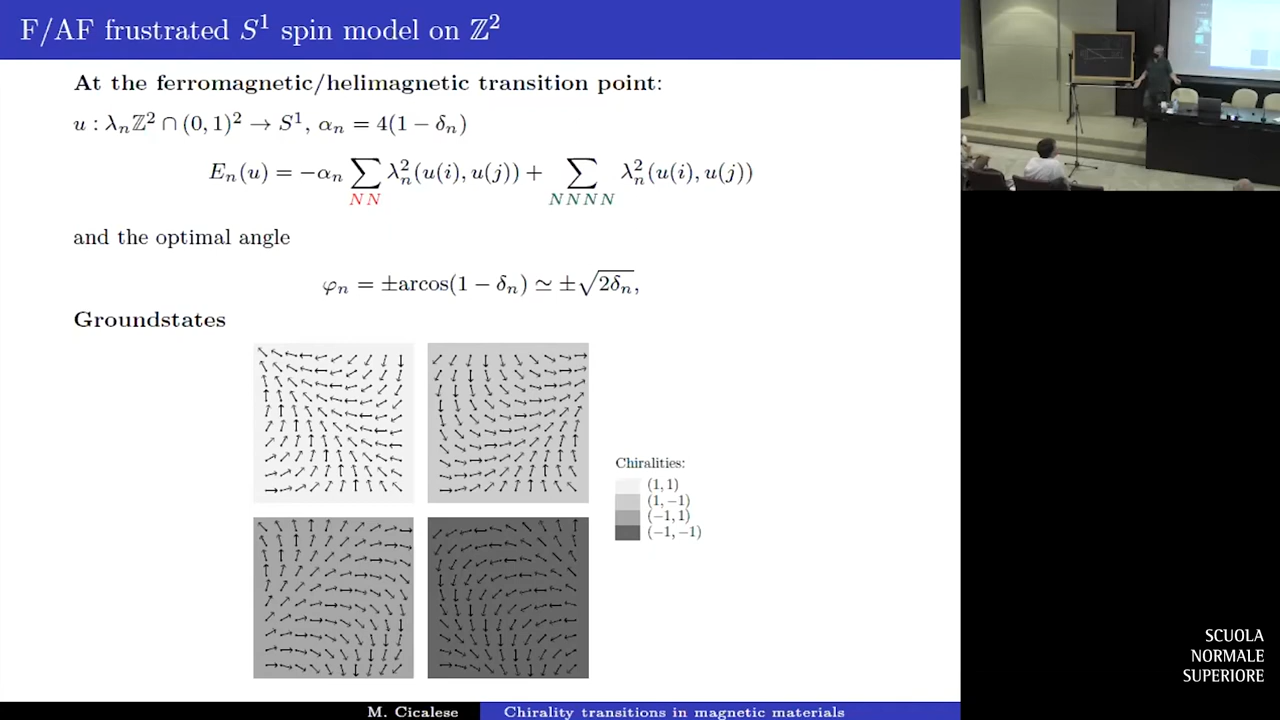 F/AF frustrated S¹ spin model on ℤ²
At the ferromagnetic/helimagnetic transition point:
u : λₙℤ² ∩ (0, 1)² → S¹, αₙ = 4(1 − δₙ)
Eₙ(u) = −αₙ ∑ λₙ²(u(i), u(j)) + ∑ λₙ²(u(i), u(j))
NN NNNN
and the optimal angle
φₙ = ±arcos(1 − δₙ) ≃ ±√2δₙ,
Groundstates
Chiralities:
(1, 1)
(1, −1)
(−1, 1)
(−1, −1)
M. Cicalese Chirality transitions in magnetic materials
SCUOLA
NORMALE
SUPERIORE